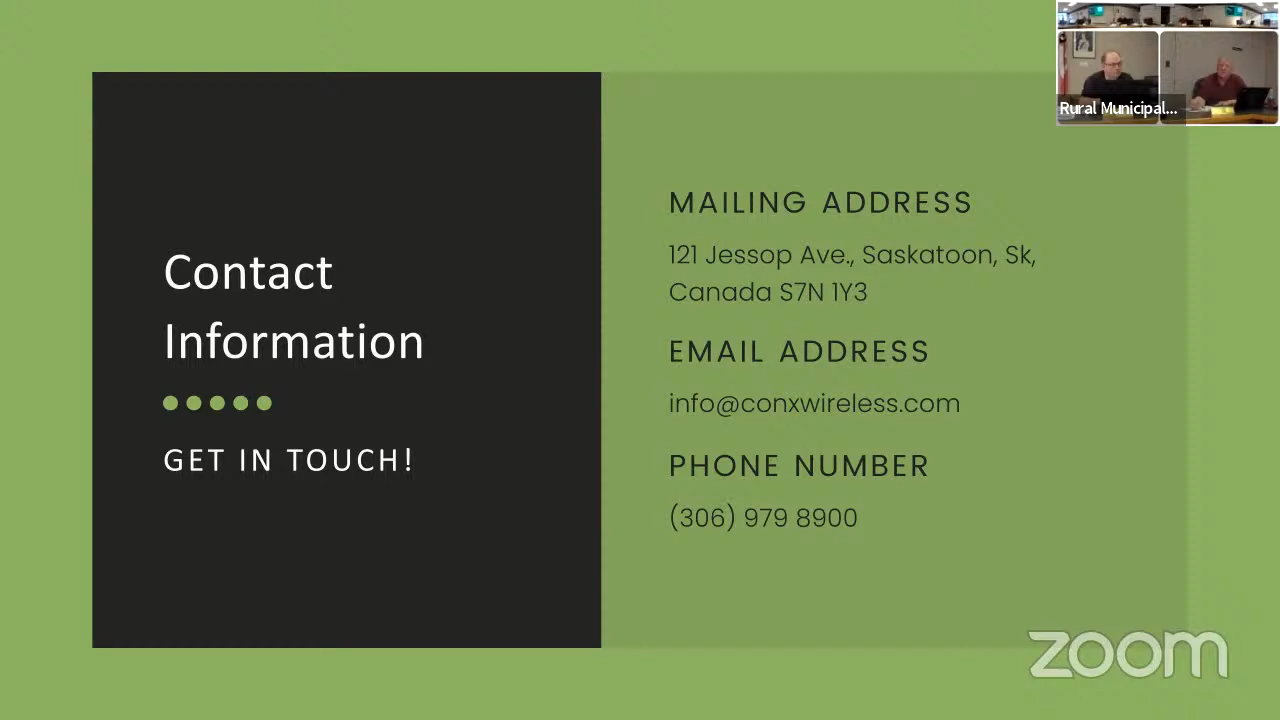 Rural Municipal...
Contact
Information
GET IN TOUCH!
MAILING ADDRESS
121 Jessop Ave., Saskatoon, Sk,
Canada S7N 1Y3
EMAIL ADDRESS
info@conxwireless.com
PHONE NUMBER
(306) 979 8900
zoom